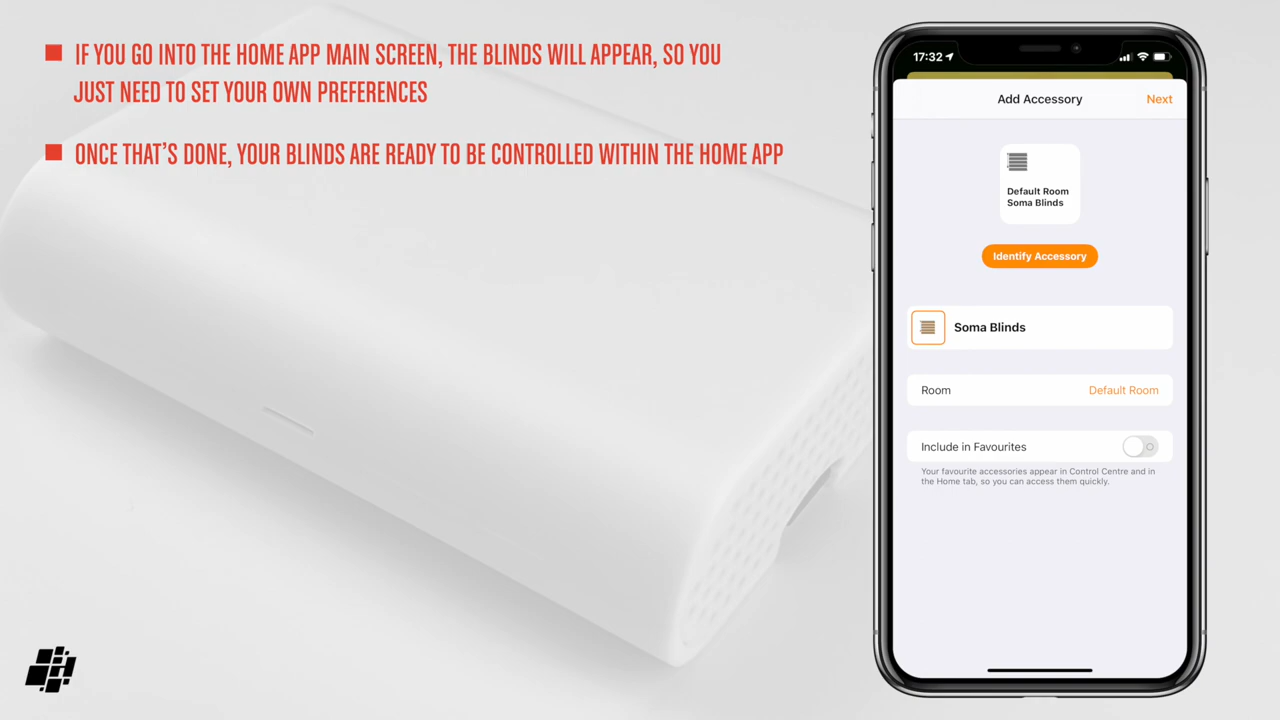 IF YOU GO INTO THE HOME APP MAIN SCREEN, THE BLINDS WILL APPEAR, SO YOU
JUST NEED TO SET YOUR OWN PREFERENCES
ONCE THAT'S DONE, YOUR BLINDS ARE READY TO BE CONTROLLED WITHIN THE HOME APP
17:32
Add Accessory
Next
Default Room
Soma Blinds
Identify Accessory
Soma Blinds
Room
Default Room
Include in Favourites
Your favourite accessories appear in Control Centre and in
the Home tab, so you can access them quickly.